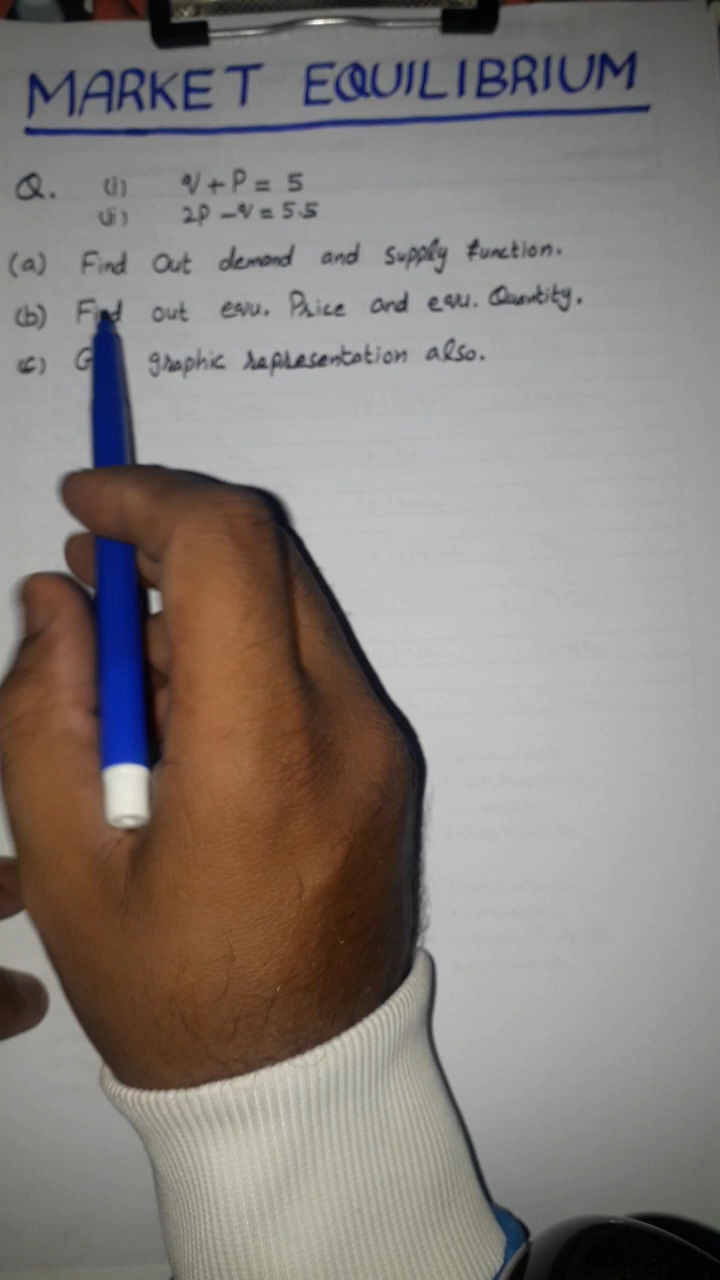 MARKET EQUILIBRIUM
Q. (i) q + P = 5
(ii) 2P - q = 5.5
(a) Find Out demand and Supply function.
(b) Find out equ. Price and equ. Quantity.
(c) graphic representation also.